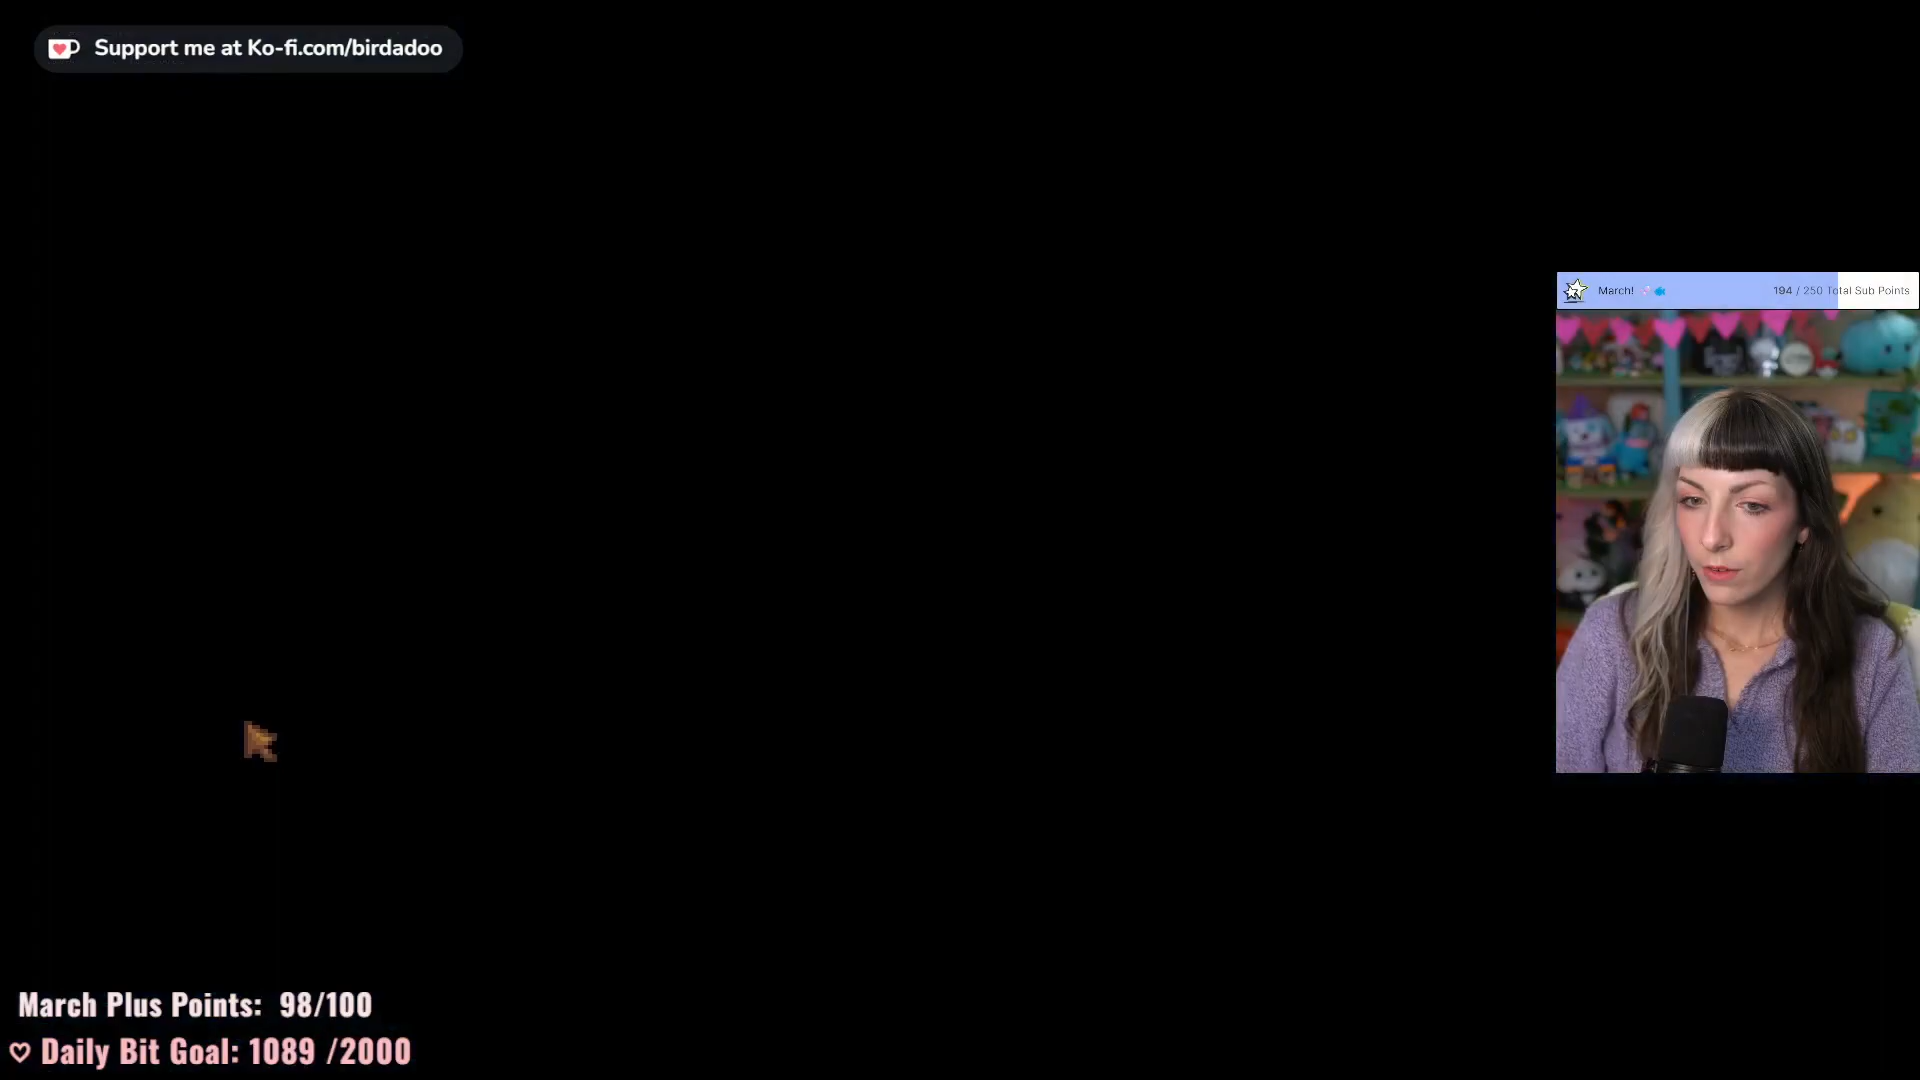 Support me at Ko-fi.com/birdadoo
March! 194 / 250 Total Sub Points
March Plus Points: 98/100
♡ Daily Bit Goal: 1089 /2000